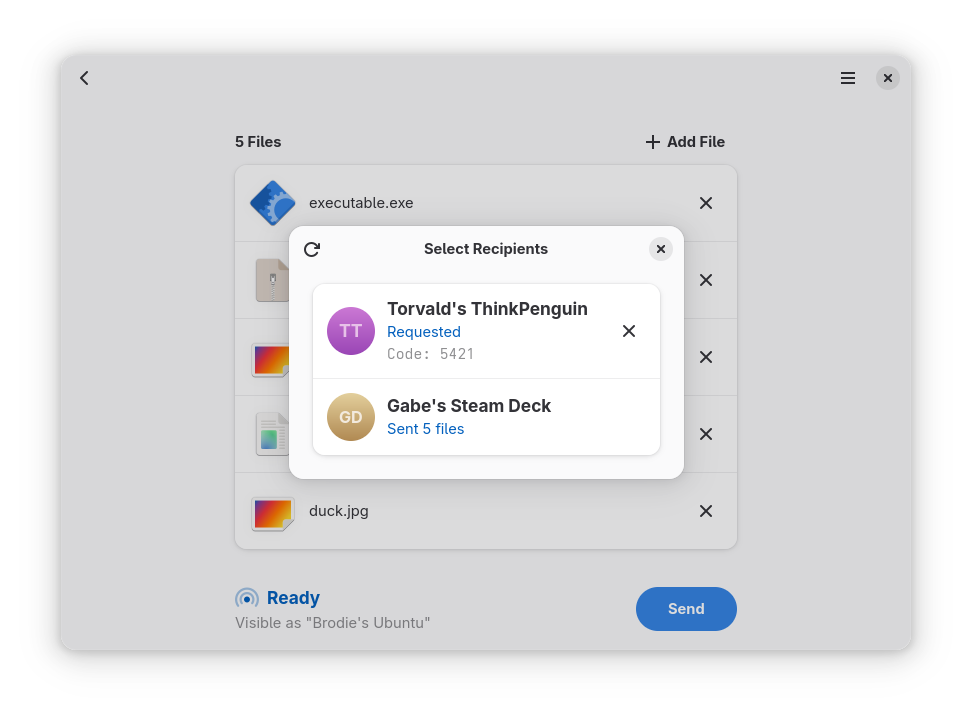 5 Files
Add File
executable.exe
Select Recipients
TT
Torvald's ThinkPenguin
Requested
Code: 5421
GD
Gabe's Steam Deck
Sent 5 files
duck.jpg
Ready
Visible as "Brodie's Ubuntu"
Send